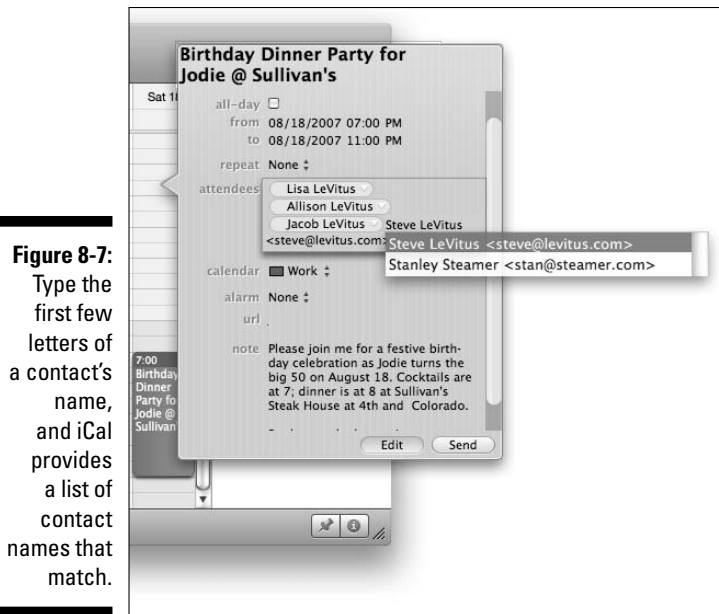 Figure 8-7:
Type the
first few
letters of
a contact's
name,
and iCal
provides
a list of
contact
names that
match.
Birthday Dinner Party for
Jodie @ Sullivan's
Sat 1
all-day
from 08/18/2007 07:00 PM
to 08/18/2007 11:00 PM
repeat None
attendees Lisa LeVitus
Allison LeVitus
Jacob LeVitus Steve LeVitus
<steve@levitus.com>
Steve LeVitus <steve@levitus.com>
Stanley Steamer <stan@steamer.com>
calendar Work
alarm None
url
note Please join me for a festive birth-
day celebration as Jodie turns the
big 50 on August 18. Cocktails are
at 7; dinner is at 8 at Sullivan's
Steak House at 4th and Colorado.
Edit Send
7:00
Birthday
Dinner
Party fo
Jodie @
Sullivan'